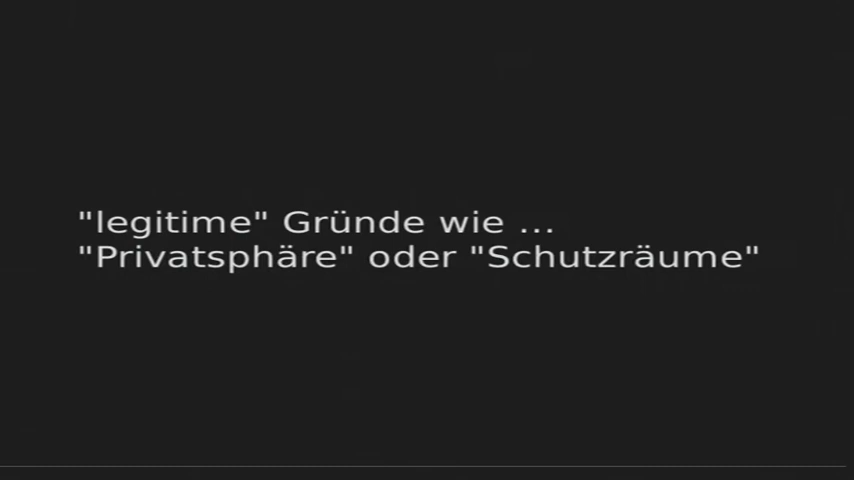 "legitime" Gründe wie ...
"Privatsphäre" oder "Schutzräume"